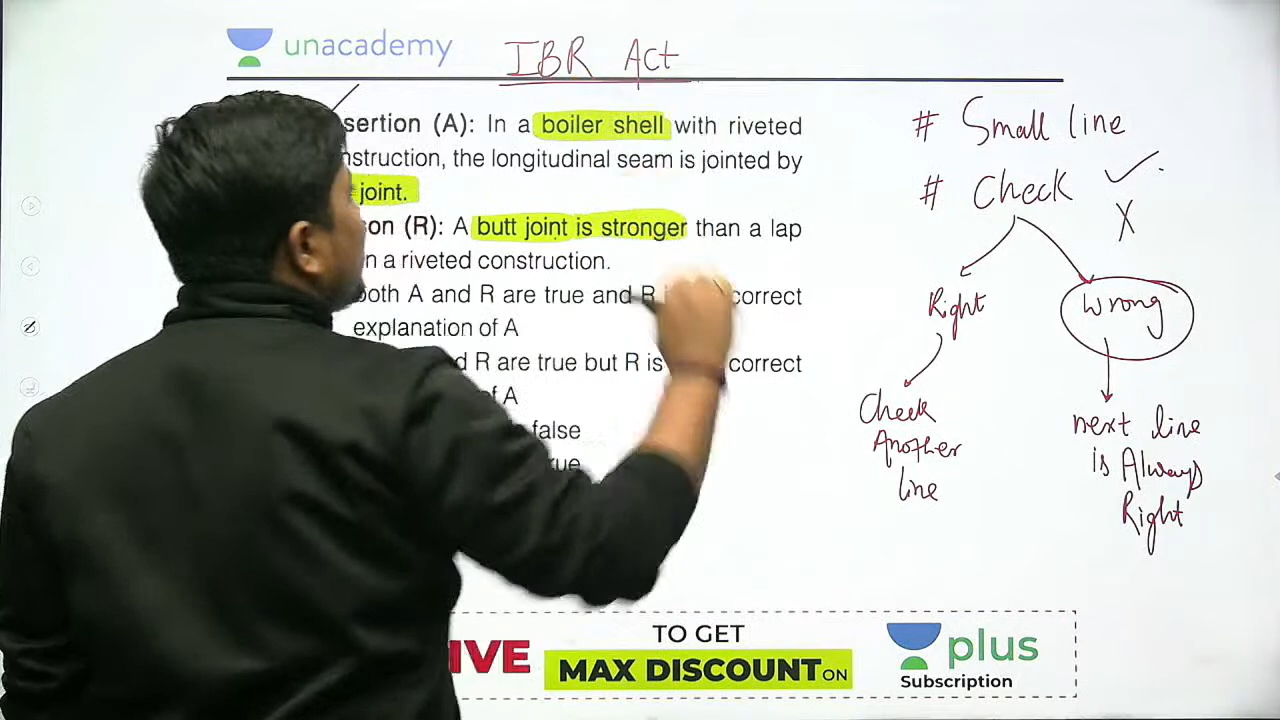 unacademy
IBR Act
sertion (A): In a boiler shell with riveted
nstruction, the longitudinal seam is jointed by
joint.
on (R): A butt joint is stronger than a lap
n a riveted construction.
both A and R are true and R correct
explanation of A
d R are true but R is correct
of A
false
rue
# Small line
# Check ✓
X
Right
Wrong
Check
Another
line
next line
is Always
Right
IVE
TO GET
MAX DISCOUNT ON
plus
Subscription